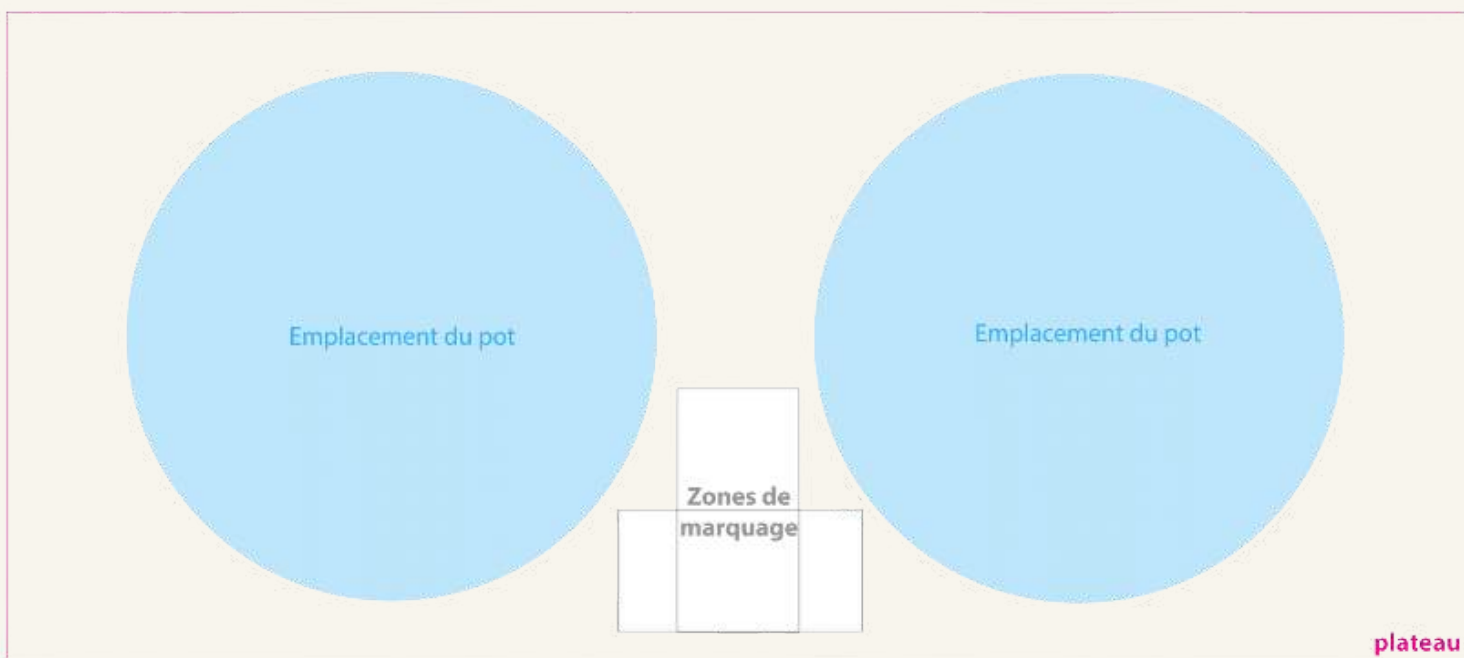 Emplacement du pot
Emplacement du pot
Zones de
marquage
plateau